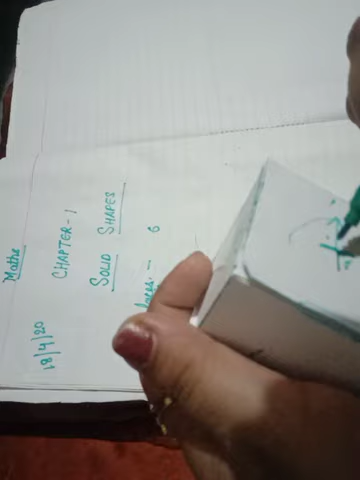 Maths
18/4/20
CHAPTER-1
SOLID SHAPES
- 6